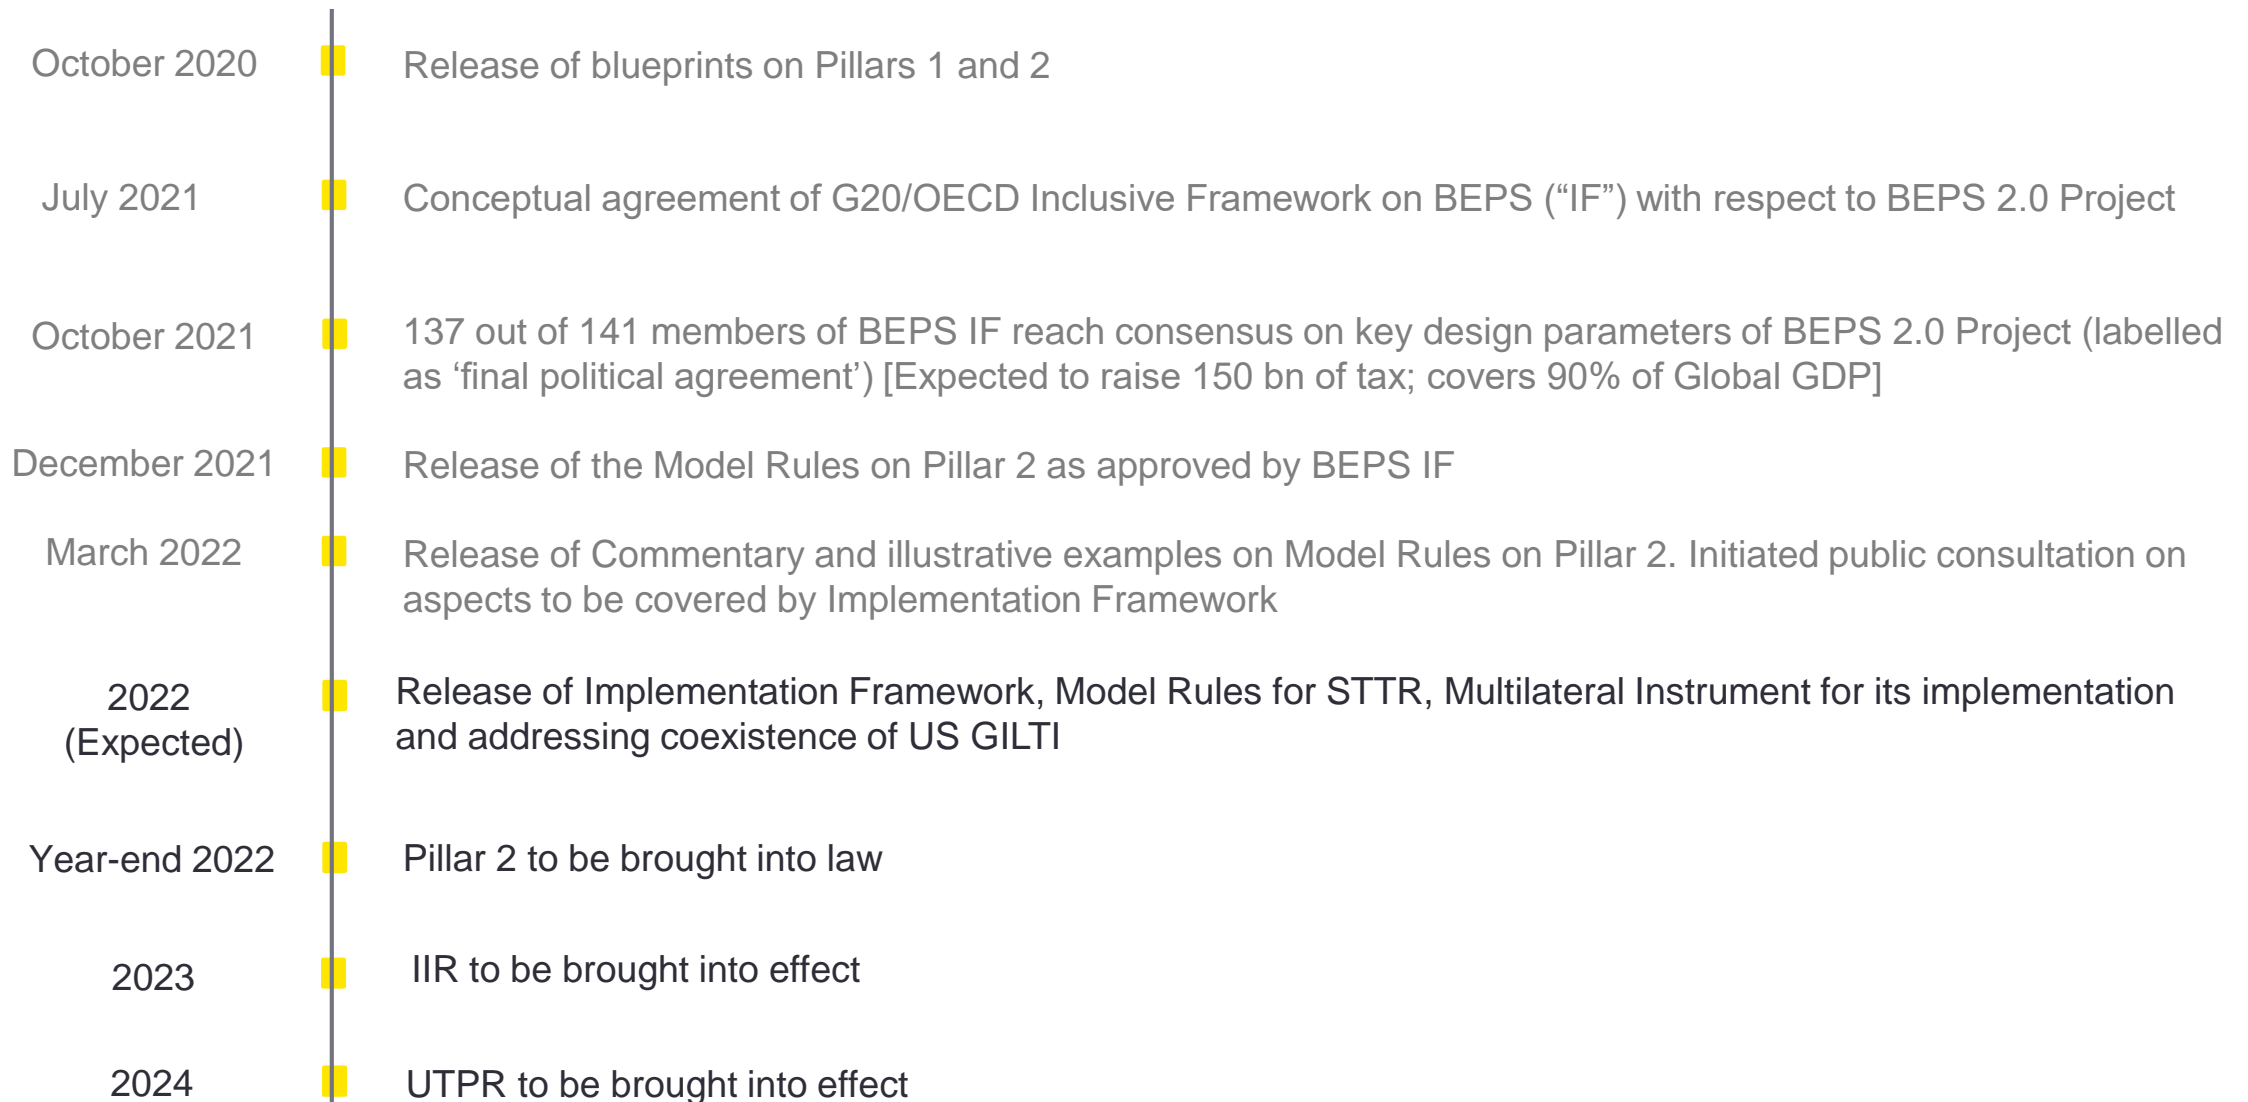 October 2020
Release of blueprints on Pillars 1 and 2
July 2021
Conceptual agreement of G20/OECD Inclusive Framework on BEPS (“IF”) with respect to BEPS 2.0 Project
October 2021
137 out of 141 members of BEPS IF reach consensus on key design parameters of BEPS 2.0 Project (labelled
as ‘final political agreement’) [Expected to raise 150 bn of tax; covers 90% of Global GDP]
December 2021
Release of the Model Rules on Pillar 2 as approved by BEPS IF
March 2022
Release of Commentary and illustrative examples on Model Rules on Pillar 2. Initiated public consultation on
aspects to be covered by Implementation Framework
2022
(Expected)
Release of Implementation Framework, Model Rules for STTR, Multilateral Instrument for its implementation
and addressing coexistence of US GILTI
Year-end 2022
Pillar 2 to be brought into law
2023
IIR to be brought into effect
2024
UTPR to be brought into effect